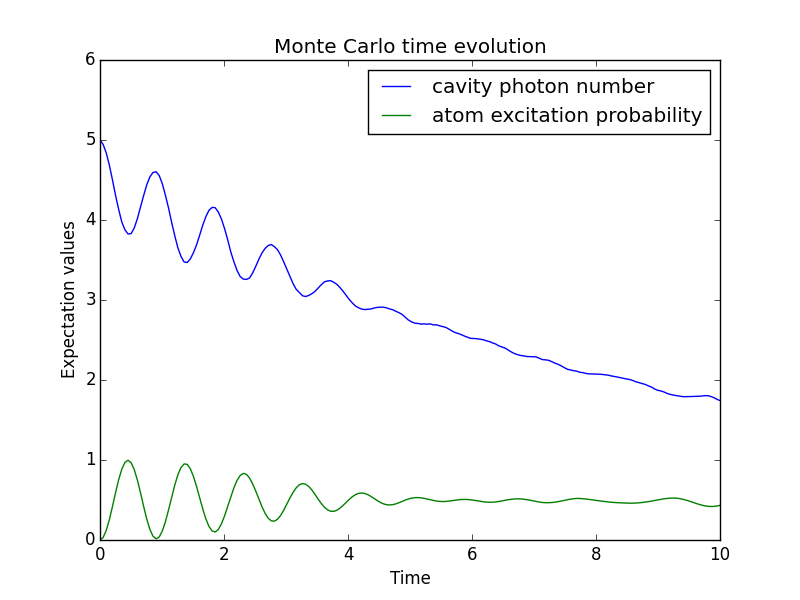 Monte Carlo time evolution
cavity photon number
atom excitation probability
Expectation values
6
5
4
3
2
1
0
0 2 4 6 8 10
Time